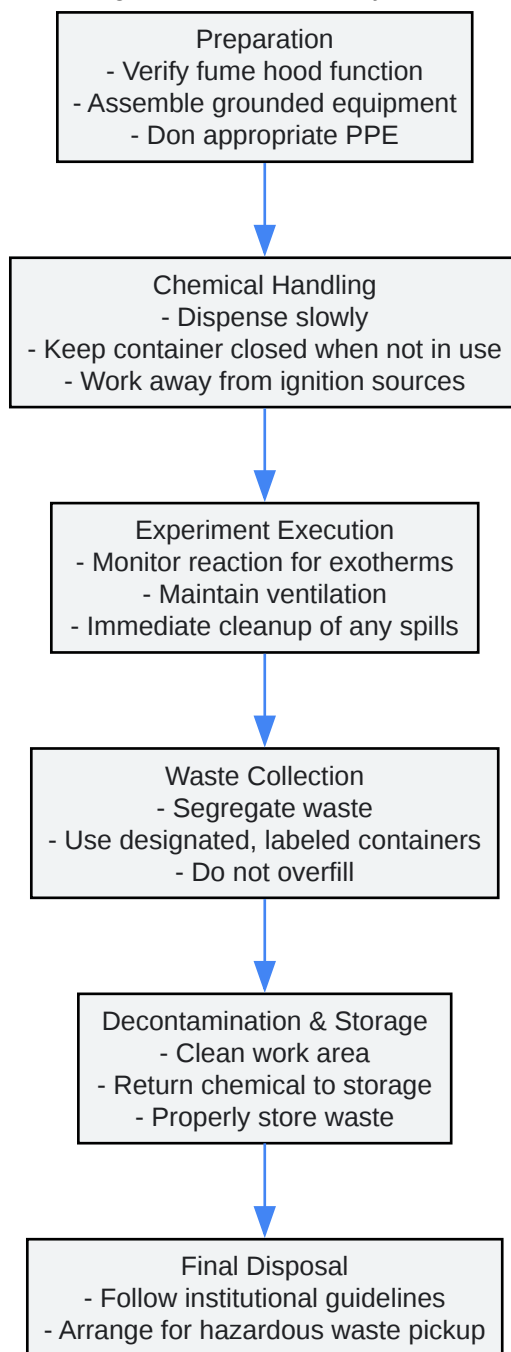 Preparation
- Verify fume hood function
- Assemble grounded equipment
- Don appropriate PPE
Chemical Handling
- Dispense slowly
- Keep container closed when not in use
- Work away from ignition sources
Experiment Execution
- Monitor reaction for exotherms
- Maintain ventilation
- Immediate cleanup of any spills
Waste Collection
- Segregate waste
- Use designated, labeled containers
- Do not overfill
Decontamination & Storage
- Clean work area
- Return chemical to storage
- Properly store waste
Final Disposal
- Follow institutional guidelines
- Arrange for hazardous waste pickup